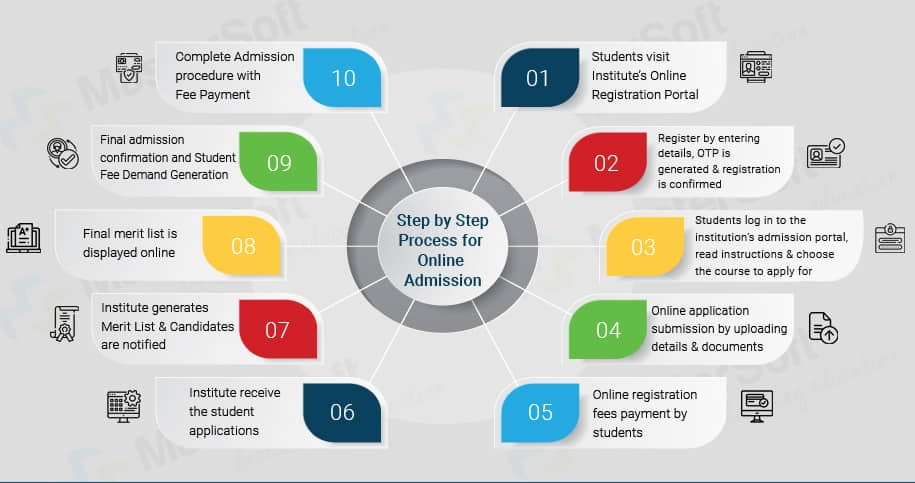 Step by Step
Process for
Online
Admission
01
Students visit
Institute's Online
Registration Portal
02
Register by entering
details, OTP is
generated & registration
is confirmed
03
Students log in to the
institution's admission portal,
read instructions & choose
the course to apply for
04
Online application
submission by uploading
details & documents
05
Online registration
fees payment by
students
06
Institute receive
the student
applications
07
Institute generates
Merit List & Candidates
are notified
08
Final merit list is
displayed online
09
Final admission
confirmation and Student
Fee Demand Generation
10
Complete Admission
procedure with
Fee Payment
A+
MasterSoft